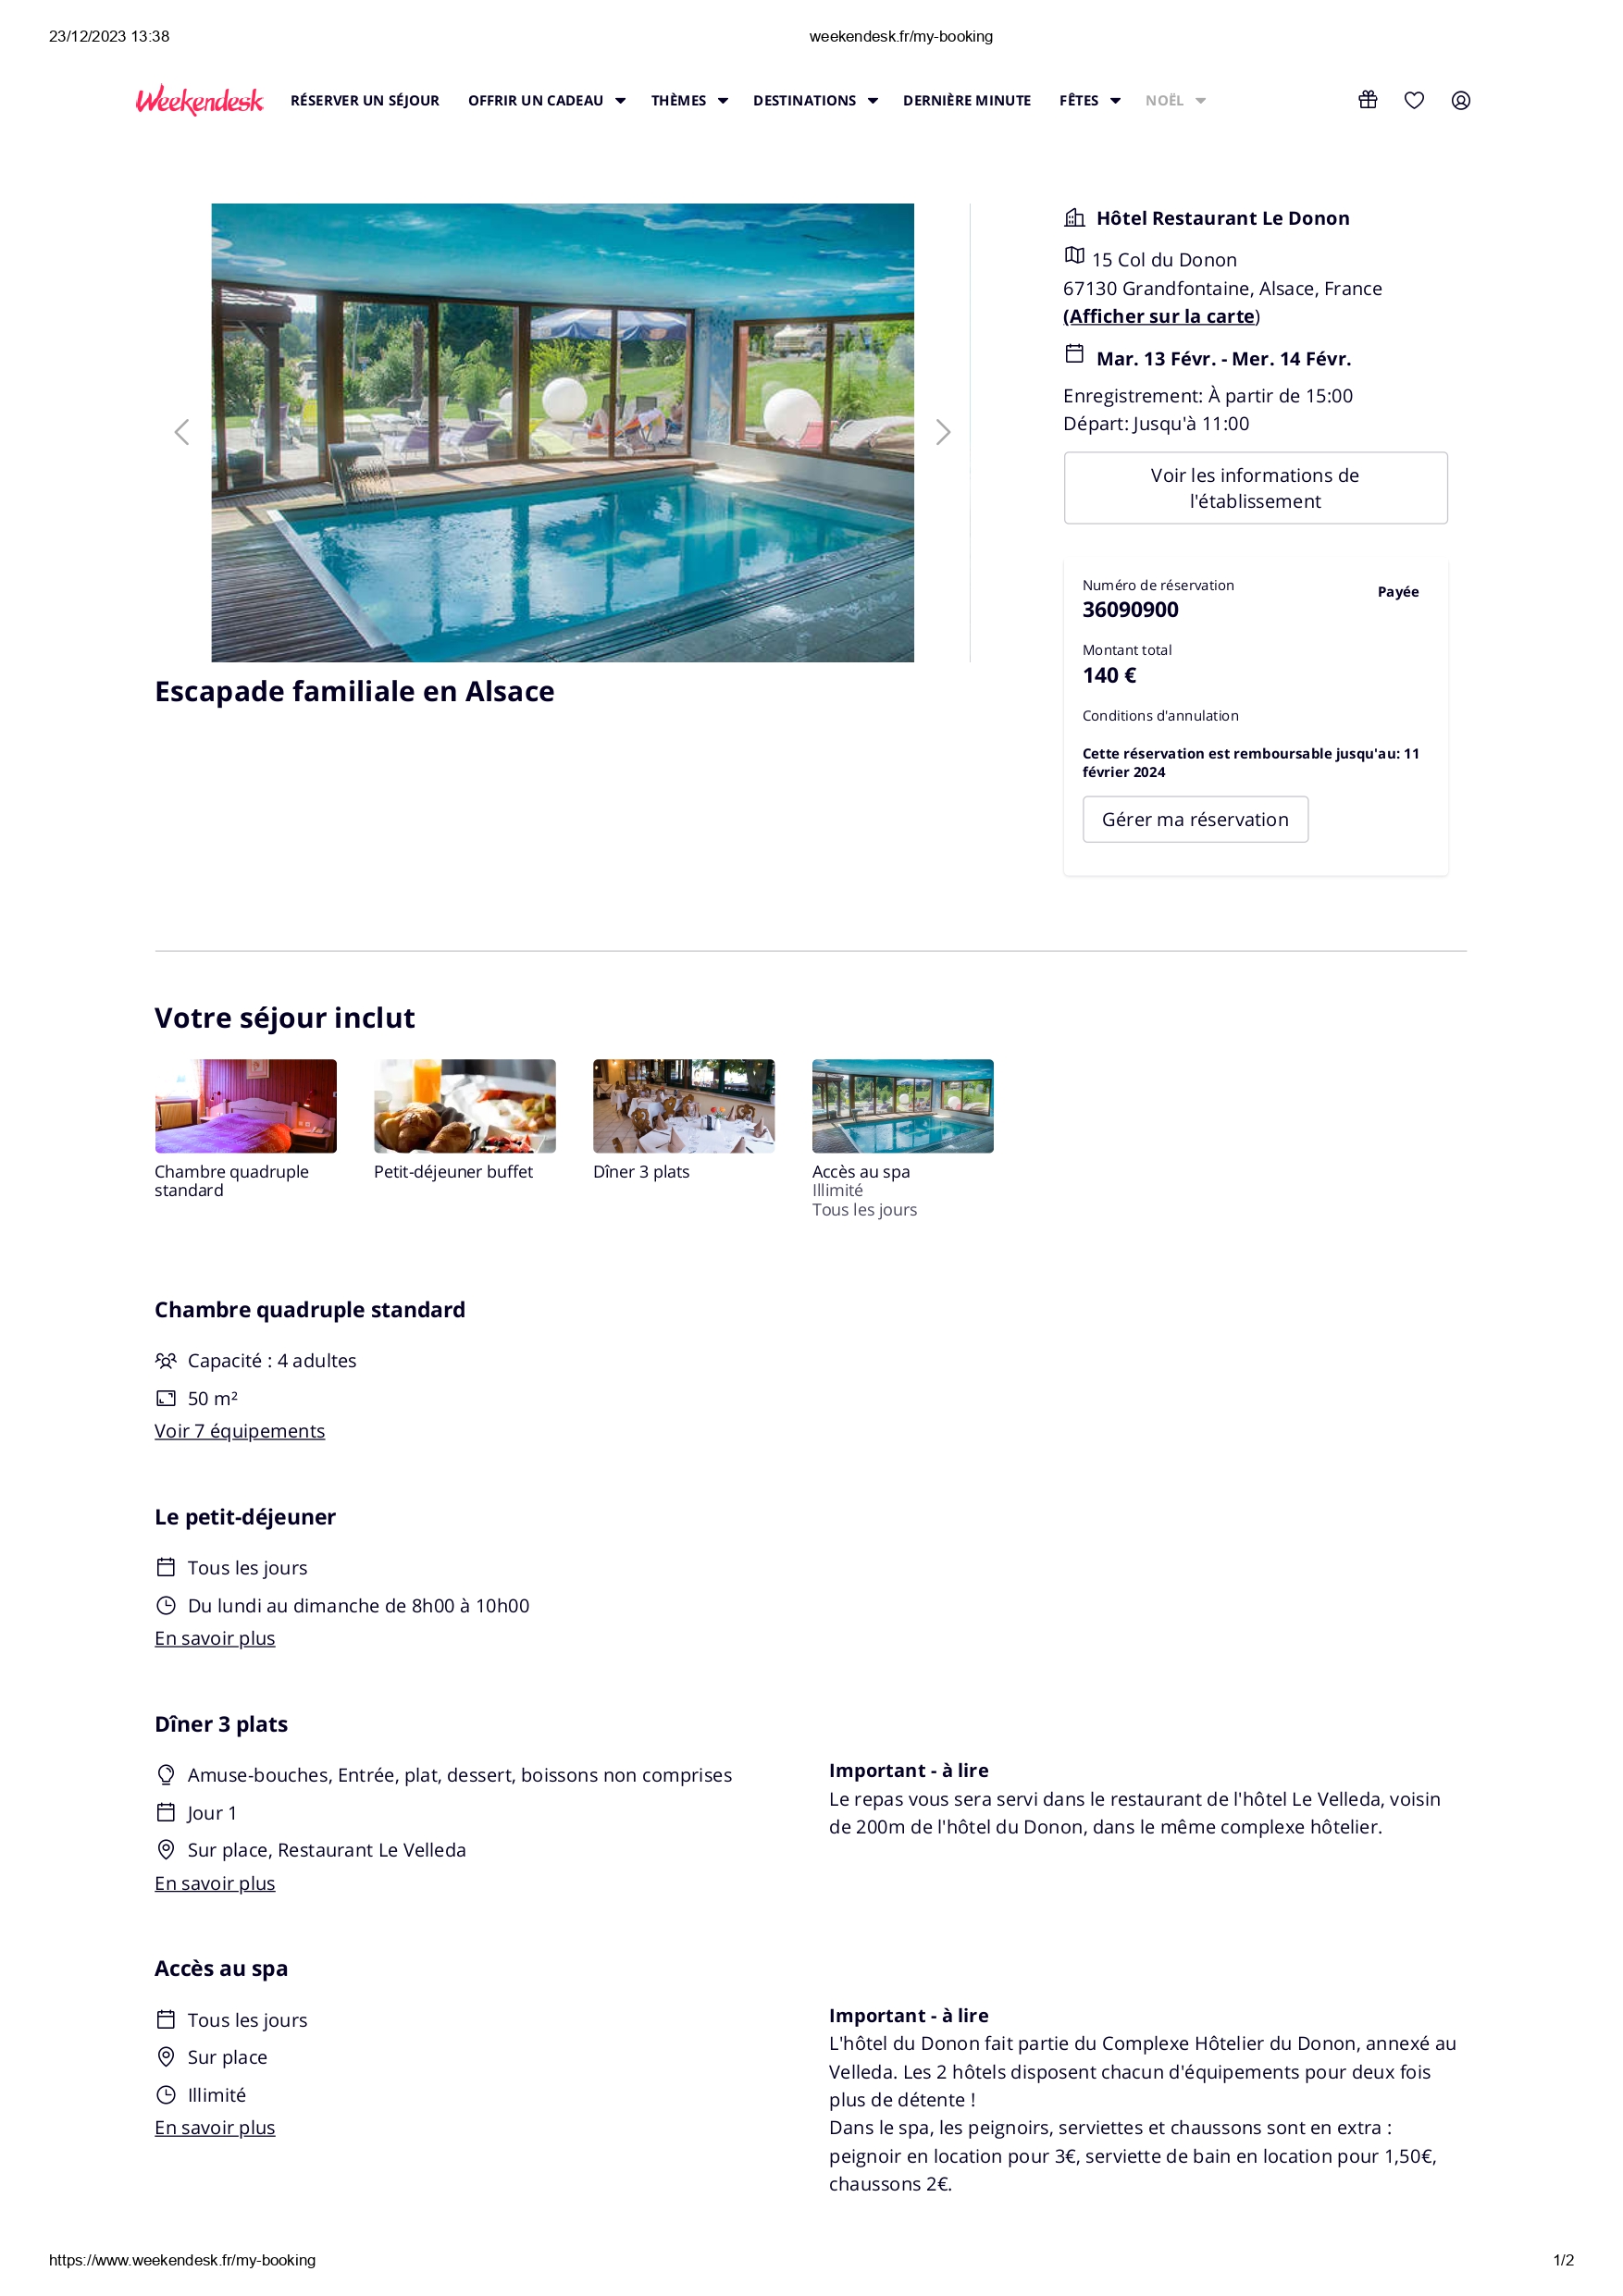 23/12/2023 13:38
weekendesk.fr/my-booking
Weekendesk
RÉSERVER UN SÉJOUR
OFFRIR UN CADEAU
THÈMES
DESTINATIONS
DERNIÈRE MINUTE
FÊTES
NOËL
Hôtel Restaurant Le Donon
15 Col du Donon
67130 Grandfontaine, Alsace, France
(Afficher sur la carte)
Mar. 13 Févr. - Mer. 14 Févr.
Enregistrement: À partir de 15:00
Départ: Jusqu'à 11:00
Voir les informations de
l'établissement
Numéro de réservation
Payée
36090900
Montant total
140 €
Conditions d'annulation
Cette réservation est remboursable jusqu'au: 11
février 2024
Gérer ma réservation
Escapade familiale en Alsace
Votre séjour inclut
Chambre quadruple
standard
Petit-déjeuner buffet
Dîner 3 plats
Accès au spa
Illimité
Tous les jours
Chambre quadruple standard
Capacité : 4 adultes
50 m²
Voir 7 équipements
Le petit-déjeuner
Tous les jours
Du lundi au dimanche de 8h00 à 10h00
En savoir plus
Dîner 3 plats
Amuse-bouches, Entrée, plat, dessert, boissons non comprises
Jour 1
Sur place, Restaurant Le Velleda
En savoir plus
Important - à lire
Le repas vous sera servi dans le restaurant de l'hôtel Le Velleda, voisin
de 200m de l'hôtel du Donon, dans le même complexe hôtelier.
Accès au spa
Tous les jours
Sur place
Illimité
En savoir plus
Important - à lire
L'hôtel du Donon fait partie du Complexe Hôtelier du Donon, annexé au
Velleda. Les 2 hôtels disposent chacun d'équipements pour deux fois
plus de détente !
Dans le spa, les peignoirs, serviettes et chaussons sont en extra :
peignoir en location pour 3€, serviette de bain en location pour 1,50€,
chaussons 2€.
https://www.weekendesk.fr/my-booking
1/2